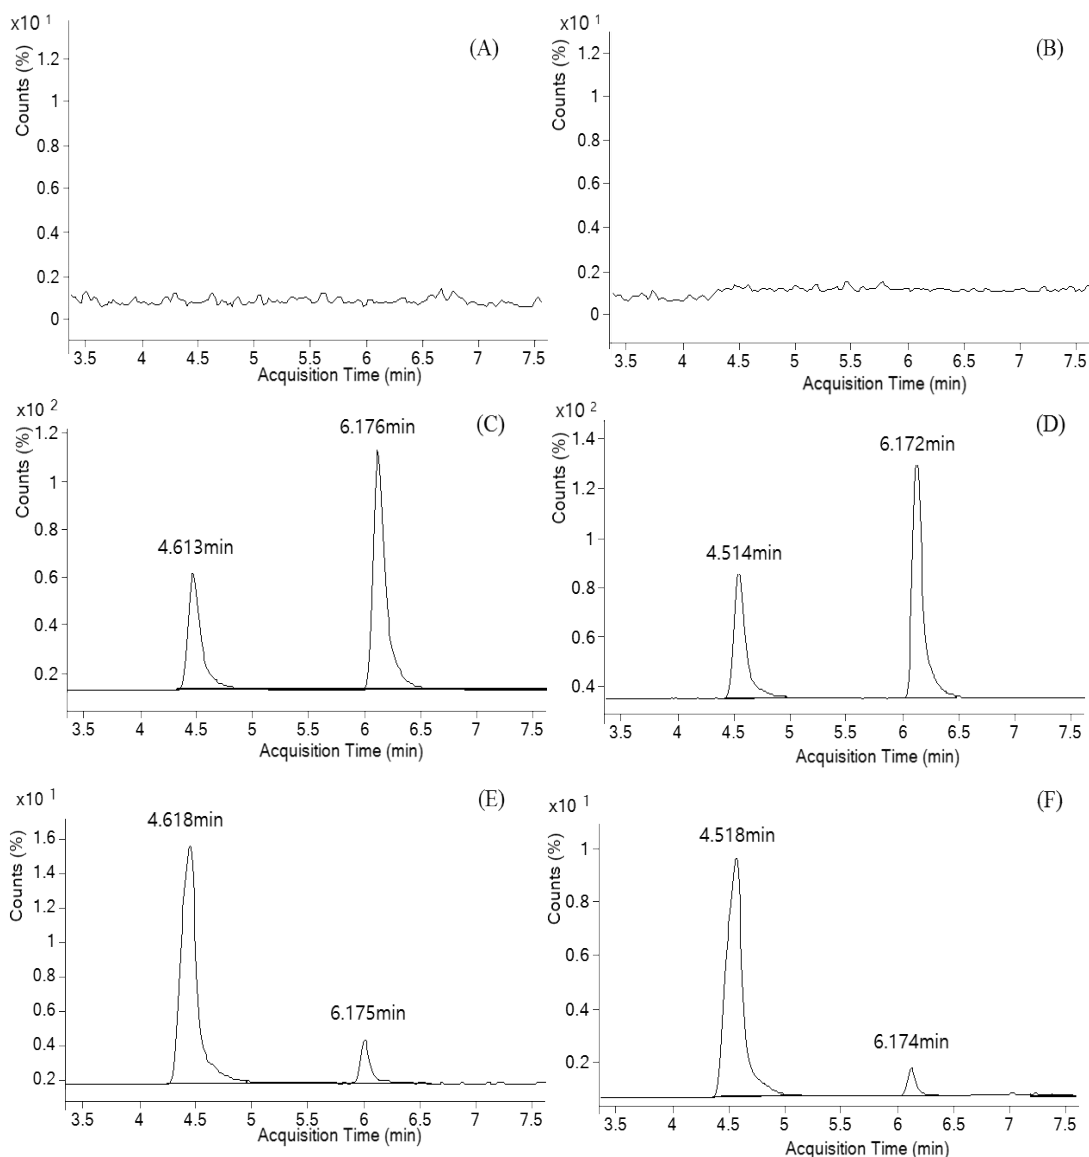 x10 1
(A)
Counts (%)
1.2
1
0.8
0.6
0.4
0.2
0
3.5 4 4.5 5 5.5 6 6.5 7 7.5
Acquisition Time (min)
x10 1
(B)
Counts (%)
1.2
1
0.8
0.6
0.4
0.2
0
3.5 4 4.5 5 5.5 6 6.5 7 7.5
Acquisition Time (min)
x10 2
(C)
Counts (%)
6.176min
4.613min
1.2
1
0.8
0.6
0.4
0.2
3.5 4 4.5 5 5.5 6 6.5 7 7.5
Acquisition Time (min)
x10 2
(D)
Counts (%)
6.172min
4.514min
1.4
1.2
1
0.8
0.6
0.4
3.5 4 4.5 5 5.5 6 6.5 7 7.5
Acquisition Time (min)
x10 1
(E)
Counts (%)
4.618min
6.175min
1.6
1.4
1.2
1
0.8
0.6
0.4
0.2
3.5 4 4.5 5 5.5 6 6.5 7 7.5
Acquisition Time (min)
x10 1
(F)
Counts (%)
4.518min
6.174min
1
0.8
0.1
0.4
0.2
3.5 4 4.5 5 5.5 6 6.5 7 7.5
Acquisition Time (min)